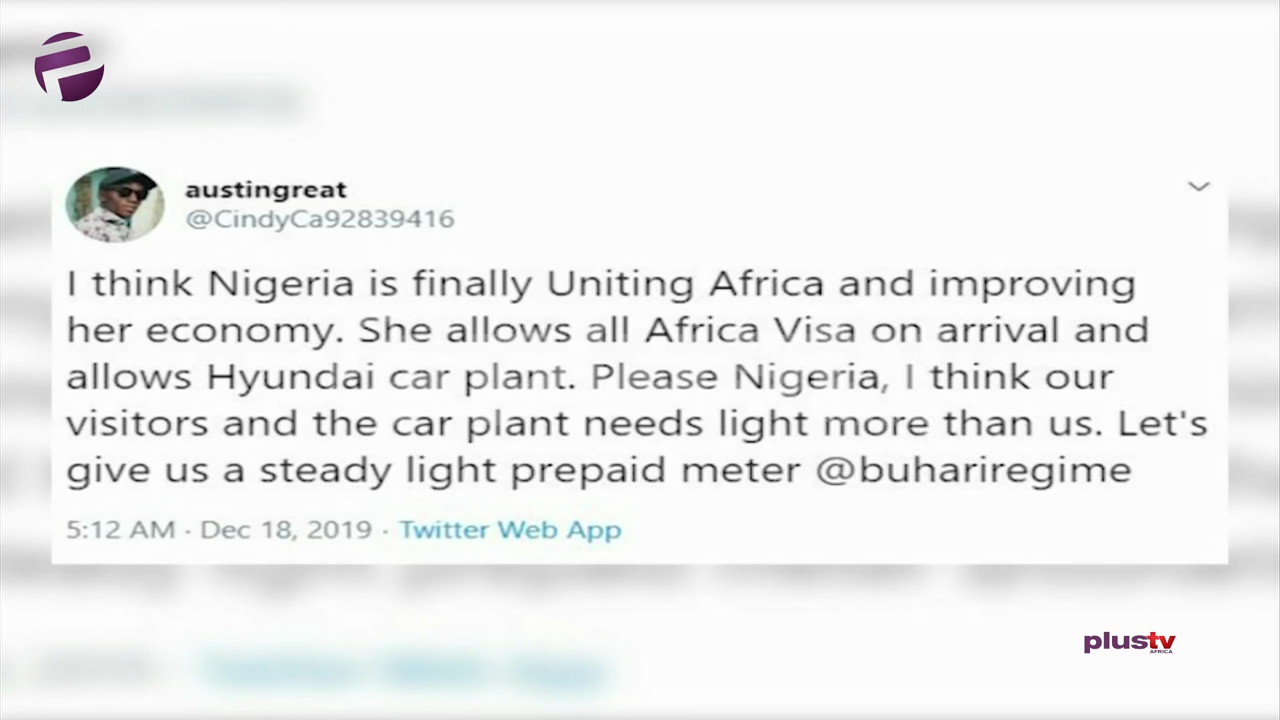 austingreat
@CindyCa92839416
I think Nigeria is finally Uniting Africa and improving
her economy. She allows all Africa Visa on arrival and
allows Hyundai car plant. Please Nigeria, I think our
visitors and the car plant needs light more than us. Let's
give us a steady light prepaid meter @buhariregime
5:12 AM · Dec 18, 2019 · Twitter Web App
plustv
AFRICA